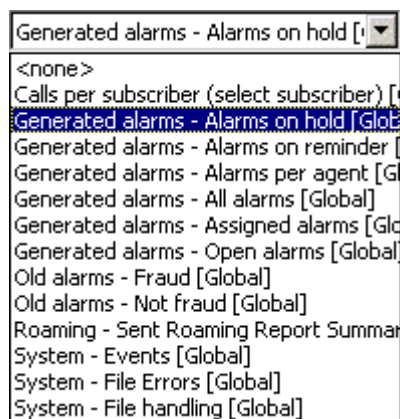 Generated alarms - Alarms on hold [
<none>
Calls per subscriber (select subscriber) [
Generated alarms - Alarms on hold [Glob
Generated alarms - Alarms on reminder [
Generated alarms - Alarms per agent [Gl
Generated alarms - All alarms [Global]
Generated alarms - Assigned alarms [Glo
Generated alarms - Open alarms [Global]
Old alarms - Fraud [Global]
Old alarms - Not fraud [Global]
Roaming - Sent Roaming Report Summar
System - Events [Global]
System - File Errors [Global]
System - File handling [Global]